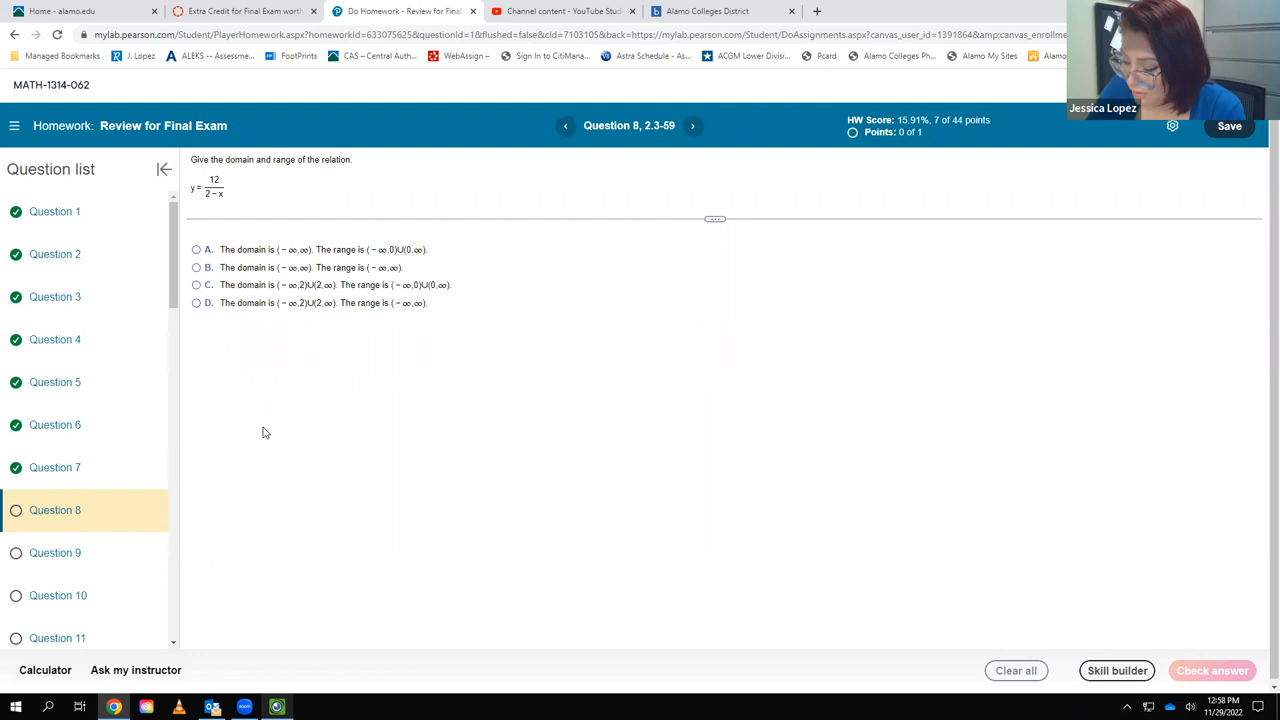 Home - alamo.edu
Extra Credit for Final Exam worth
Do Homework - Review for Final
Channel content - YouTube Stud
Alamo Colleges District
mylab.pearson.com/Student/PlayerHomework.aspx?homeworkId=633075625&questionId=1&flushed=false&cId=7103105&back=https://mylab.pearson.com/Student/DoAssignments.aspx?canvas_user_id=1391864&amp;canvas_enrollme
Managed Bookmarks
J. Lopez
ALEKS -- Assessme...
FootPrints
CAS – Central Auth...
WebAssign –
Sign In to CitiMana...
Astra Schedule - As...
ACGM Lower Divisi...
Pcard
Alamo Colleges Ph...
Alamo My Sites
Alamo
Jessica Lopez
MATH-1314-062
Homework: Review for Final Exam
Question 8, 2.3-59
HW Score: 15.91%, 7 of 44 points
Points: 0 of 1
Save
Question list
Question 1
Question 2
Question 3
Question 4
Question 5
Question 6
Question 7
Question 8
Question 9
Question 10
Question 11
Give the domain and range of the relation.
y = 12 / (2 − x)
A. The domain is (−∞,∞). The range is (−∞,0)∪(0,∞).
B. The domain is (−∞,∞). The range is (−∞,∞).
C. The domain is (−∞,2)∪(2,∞). The range is (−∞,0)∪(0,∞).
D. The domain is (−∞,2)∪(2,∞). The range is (−∞,∞).
Calculator
Ask my instructor
Clear all
Skill builder
Check answer
12:58 PM
11/29/2022